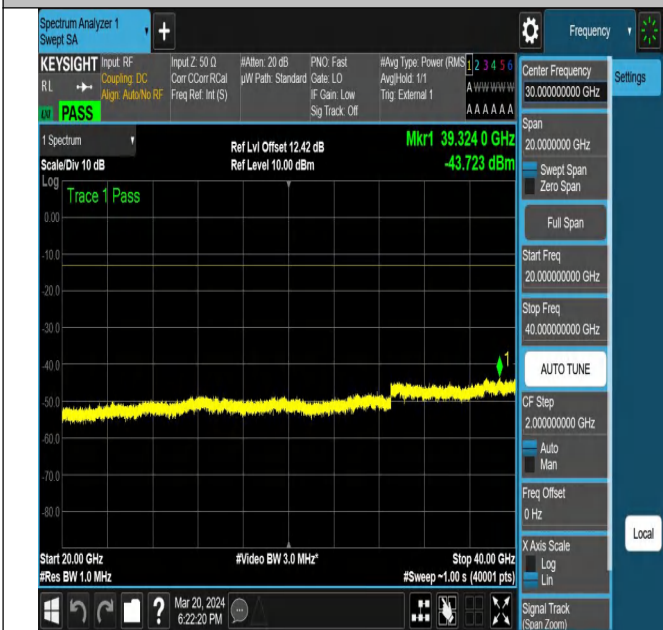 Spectrum Analyzer 1
Swept SA
+
Frequency
KEYSIGHT
RL
LXI
PASS
Input: RF
Coupling: DC
Align: Auto/No RF
Input Z: 50 Ω
Corr CCorr RCal
Freq Ref: Int (S)
#Atten: 20 dB
µW Path: Standard
PNO: Fast
Gate: LO
IF Gain: Low
Sig Track: Off
#Avg Type: Power (RMS
Avg|Hold: 1/1
Trig: External 1
1 2 3 4 5 6
A W W W W W
A A A A A A
1 Spectrum
Scale/Div 10 dB
Log
Ref Lvl Offset 12.42 dB
Ref Level 10.00 dBm
Mkr1 39.324 0 GHz
-43.723 dBm
Trace 1 Pass
0.00
-10.0
-20.0
-30.0
-40.0
-50.0
-60.0
-70.0
-80.0
1
Start 20.00 GHz
#Res BW 1.0 MHz
#Video BW 3.0 MHz*
Stop 40.00 GHz
#Sweep ~1.00 s (40001 pts)
?
Mar 20, 2024
6:22:20 PM
Center Frequency
30.000000000 GHz
Settings
Span
20.0000000 GHz
Swept Span
Zero Span
Full Span
Start Freq
20.000000000 GHz
Stop Freq
40.000000000 GHz
AUTO TUNE
CF Step
2.000000000 GHz
Auto
Man
Freq Offset
0 Hz
X Axis Scale
Log
Lin
Local
Signal Track
(Span Zoom)